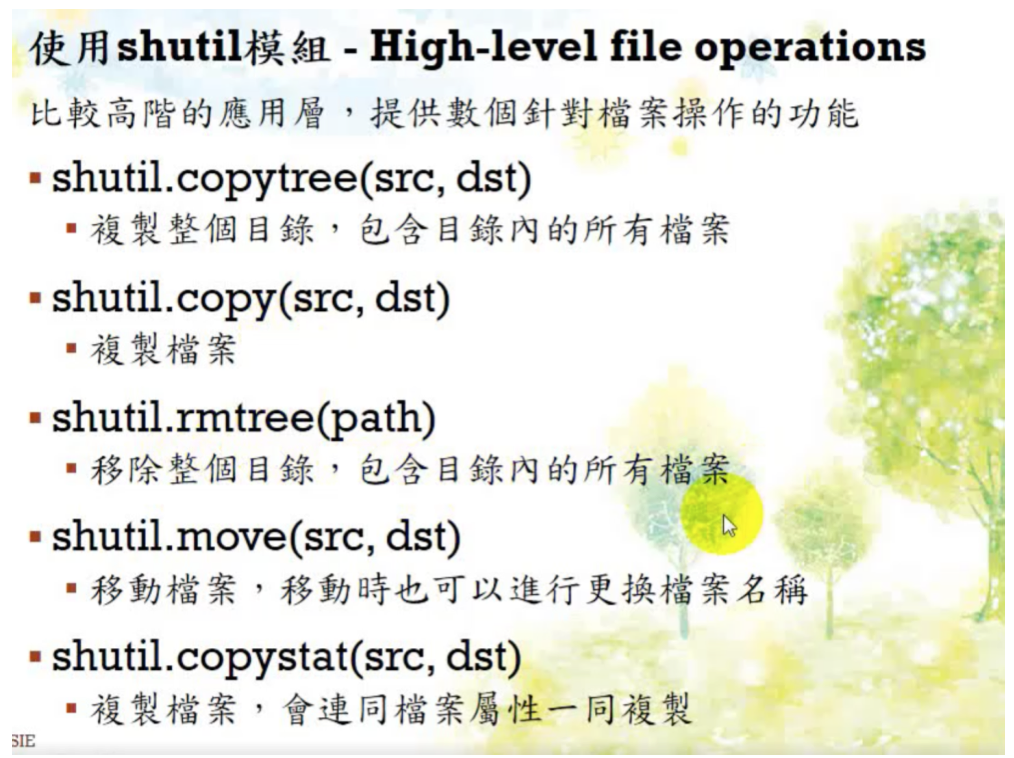 使用shutil模組 - High-level file operations
比較高階的應用層，提供數個針對檔案操作的功能
▪ shutil.copytree(src, dst)
▪ 複製整個目錄，包含目錄內的所有檔案
▪ shutil.copy(src, dst)
▪ 複製檔案
▪ shutil.rmtree(path)
▪ 移除整個目錄，包含目錄內的所有檔案
▪ shutil.move(src, dst)
▪ 移動檔案，移動時也可以進行更換檔案名稱
▪ shutil.copystat(src, dst)
▪ 複製檔案，會連同檔案屬性一同複製
SIE